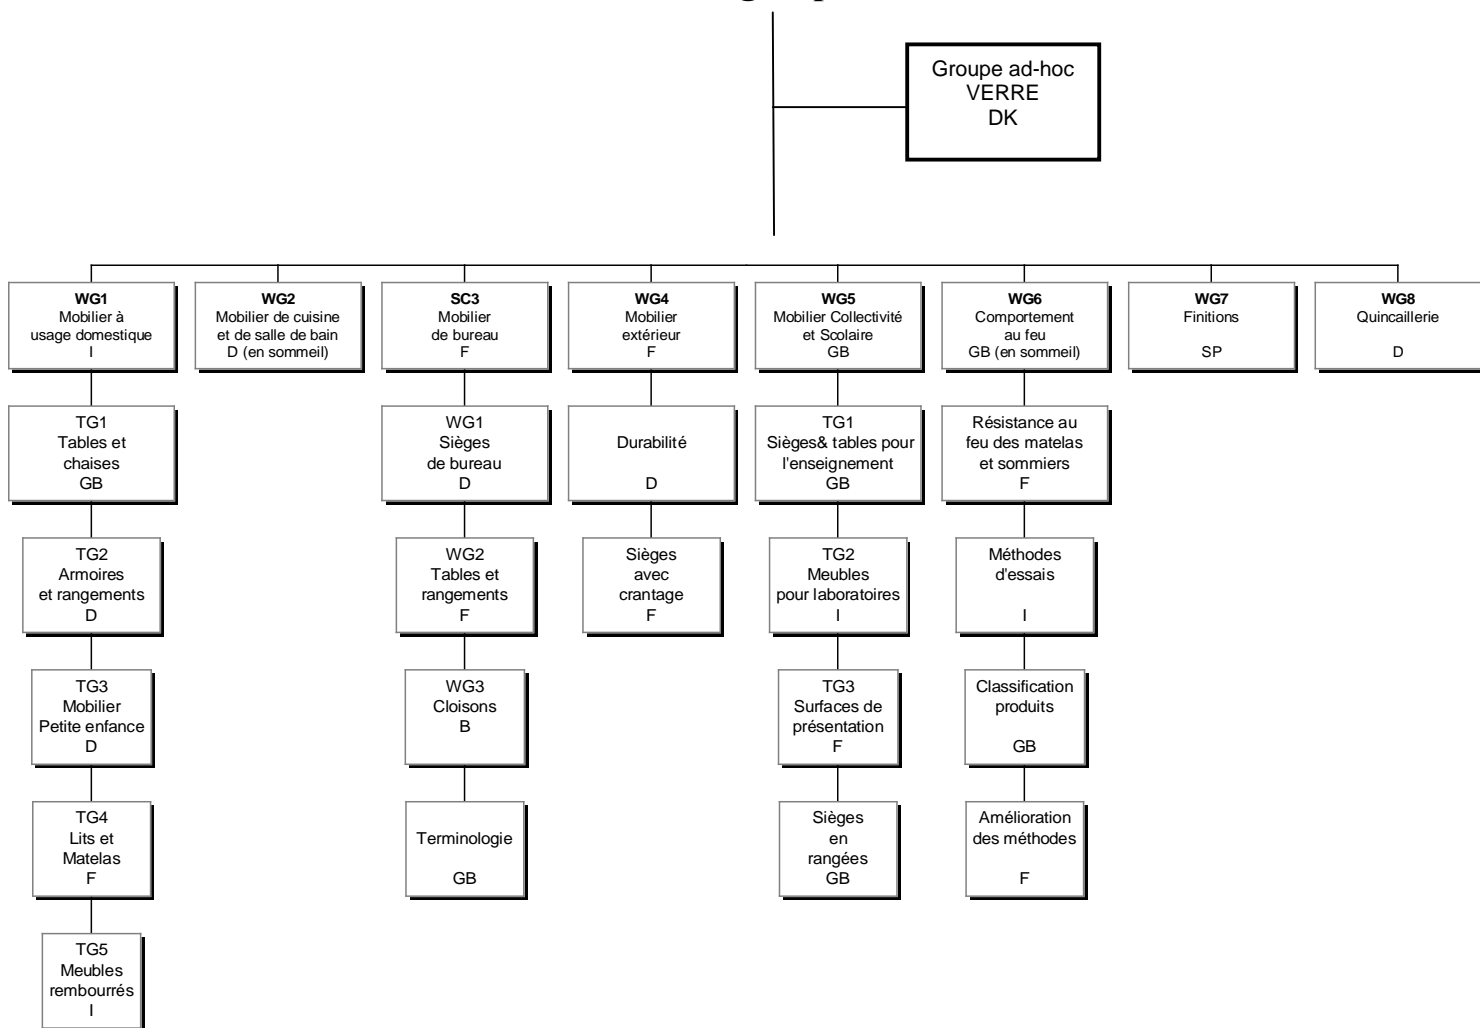 Groupe ad-hoc
VERRE
DK
WG1
Mobilier à
usage domestique
I
WG2
Mobilier de cuisine
et de salle de bain
D (en sommeil)
SC3
Mobilier
de bureau
F
WG4
Mobilier
extérieur
F
WG5
Mobilier Collectivité
et Scolaire
GB
WG6
Comportement
au feu
GB (en sommeil)
WG7
Finitions
SP
WG8
Quincaillerie
D
TG1
Tables et
chaises
GB
WG1
Sièges
de bureau
D
Durabilité
D
TG1
Sièges& tables pour
l'enseignement
GB
Résistance au
feu des matelas
et sommiers
F
TG2
Armoires
et rangements
D
WG2
Tables et
rangements
F
Sièges
avec
crantage
F
TG2
Meubles
pour laboratoires
I
Méthodes
d'essais
I
TG3
Mobilier
Petite enfance
D
WG3
Cloisons
B
TG3
Surfaces de
présentation
F
Classification
produits
GB
TG4
Lits et
Matelas
F
Terminologie
GB
Sièges
en
rangées
GB
Amélioration
des méthodes
F
TG5
Meubles
rembourrés
I